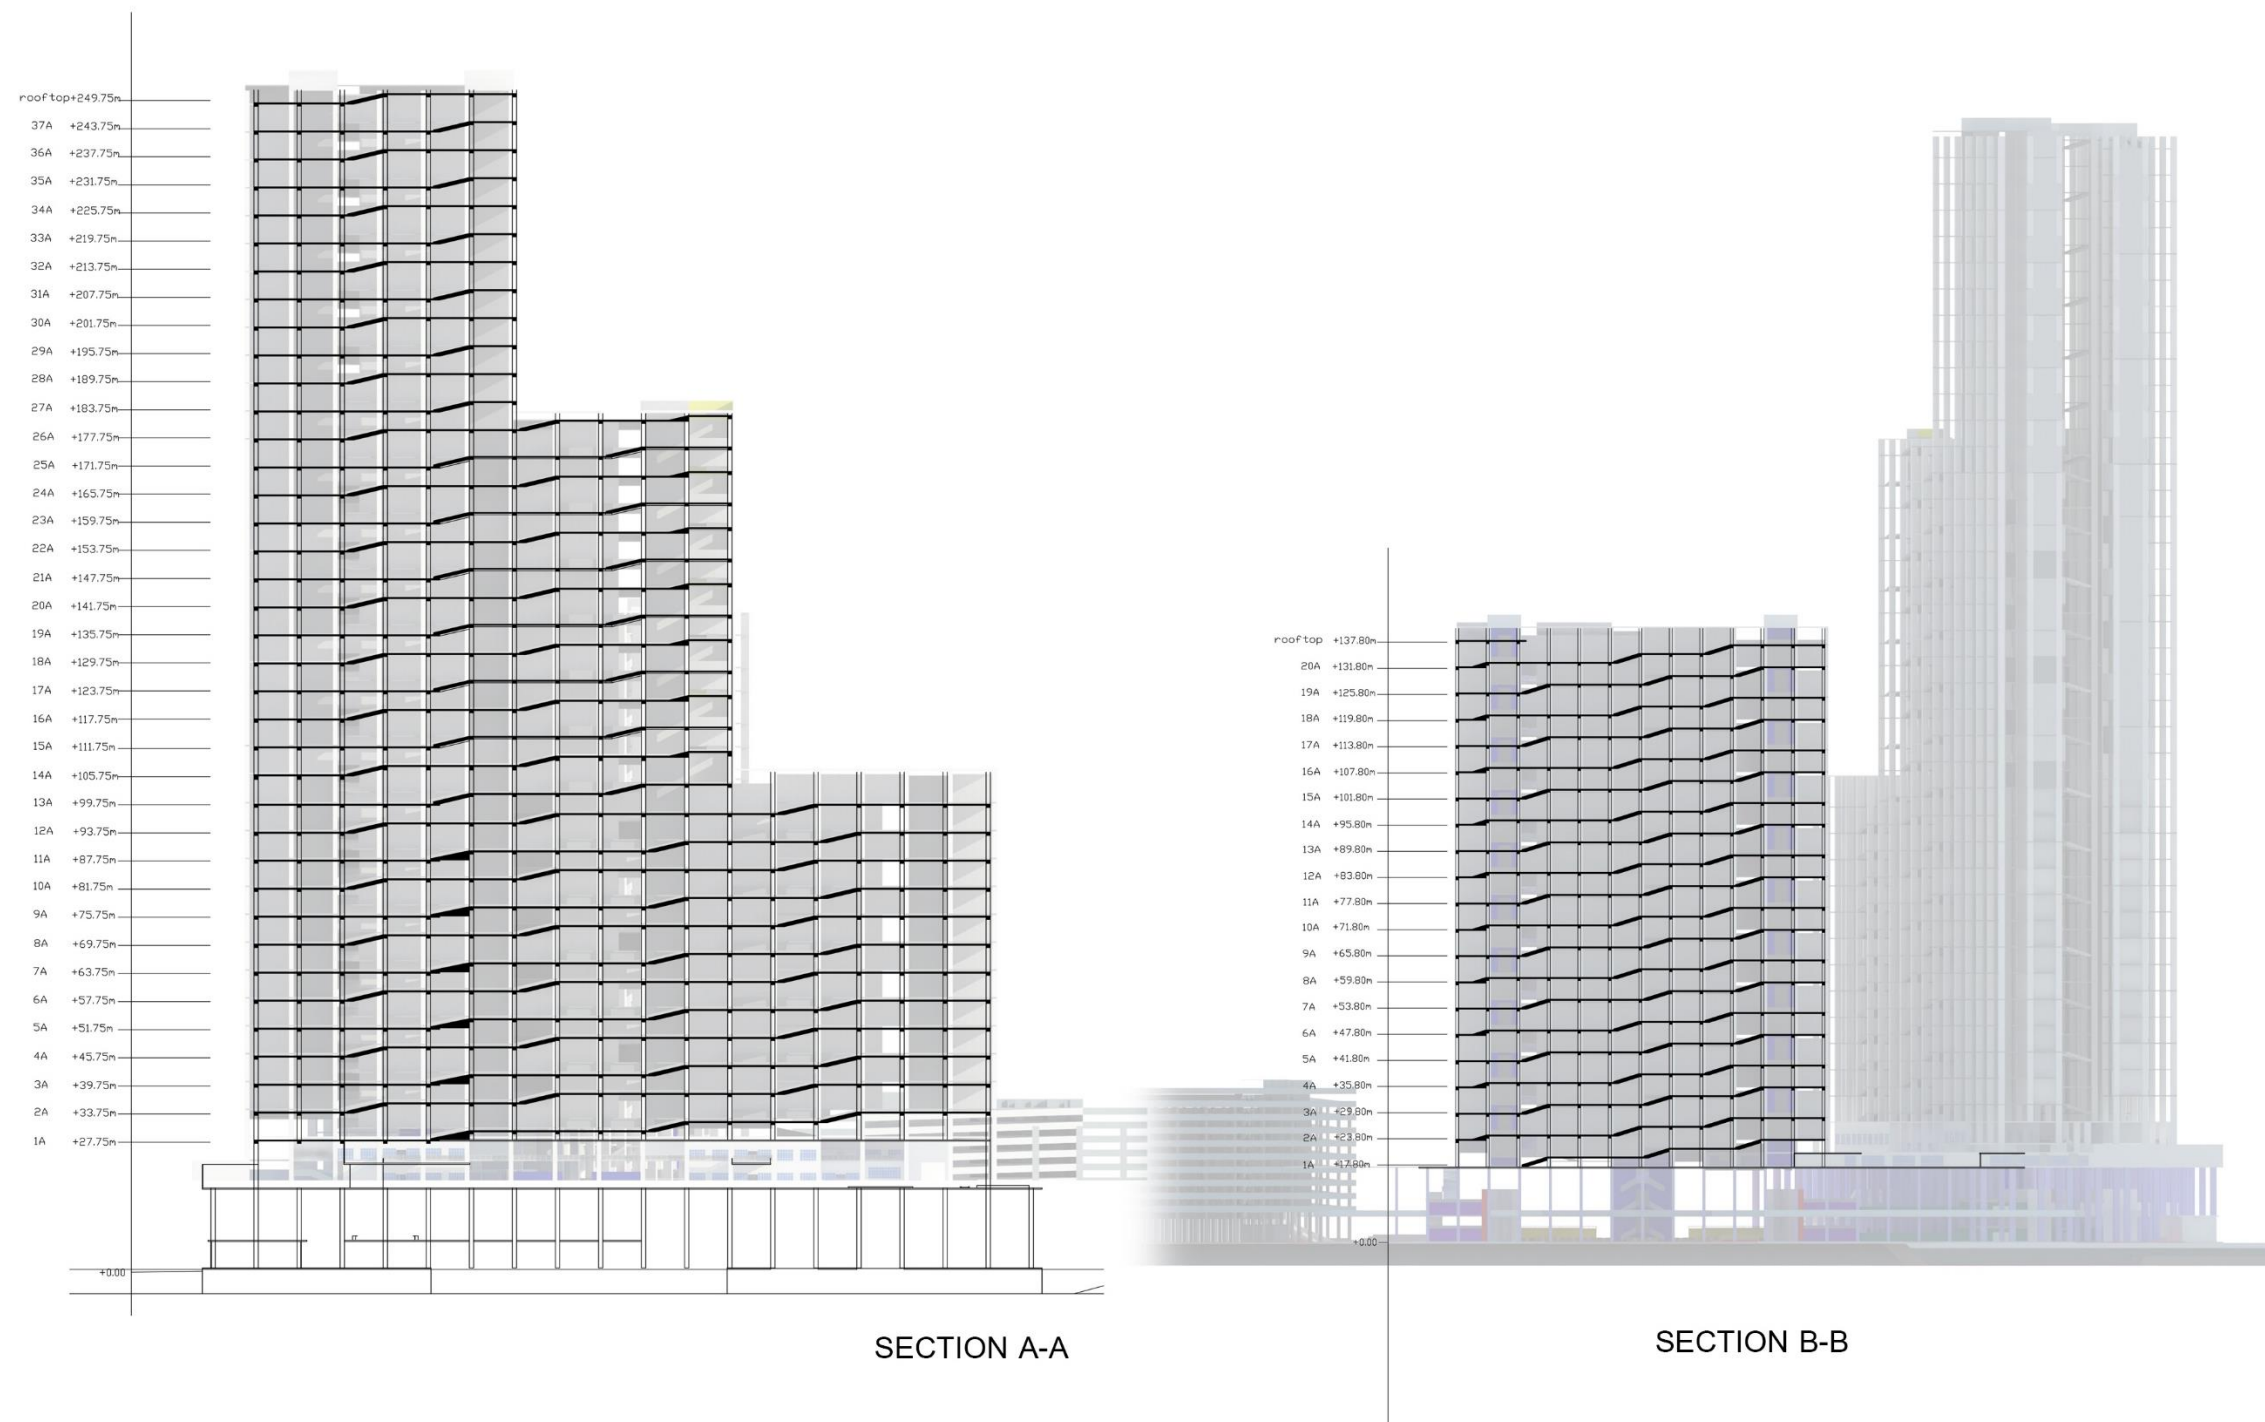 rooftop+249.75m
37A +243.75m
36A +237.75m
35A +231.75m
34A +225.75m
33A +219.75m
32A +213.75m
31A +207.75m
30A +201.75m
29A +195.75m
28A +189.75m
27A +183.75m
26A +177.75m
25A +171.75m
24A +165.75m
23A +159.75m
22A +153.75m
21A +147.75m
20A +141.75m
19A +135.75m
18A +129.75m
17A +123.75m
16A +117.75m
15A +111.75m
14A +105.75m
13A +99.75m
12A +93.75m
11A +87.75m
10A +81.75m
9A +75.75m
8A +69.75m
7A +63.75m
6A +57.75m
5A +51.75m
4A +45.75m
3A +39.75m
2A +33.75m
1A +27.75m
+0.00
SECTION A-A
rooftop +137.80m
20A +131.80m
19A +125.80m
18A +119.80m
17A +113.80m
16A +107.80m
15A +101.80m
14A +95.80m
13A +89.80m
12A +83.80m
11A +77.80m
10A +71.80m
9A +65.80m
8A +59.80m
7A +53.80m
6A +47.80m
5A +41.80m
4A +35.80m
3A +29.80m
2A +23.80m
1A +17.80m
+0.00
SECTION B-B